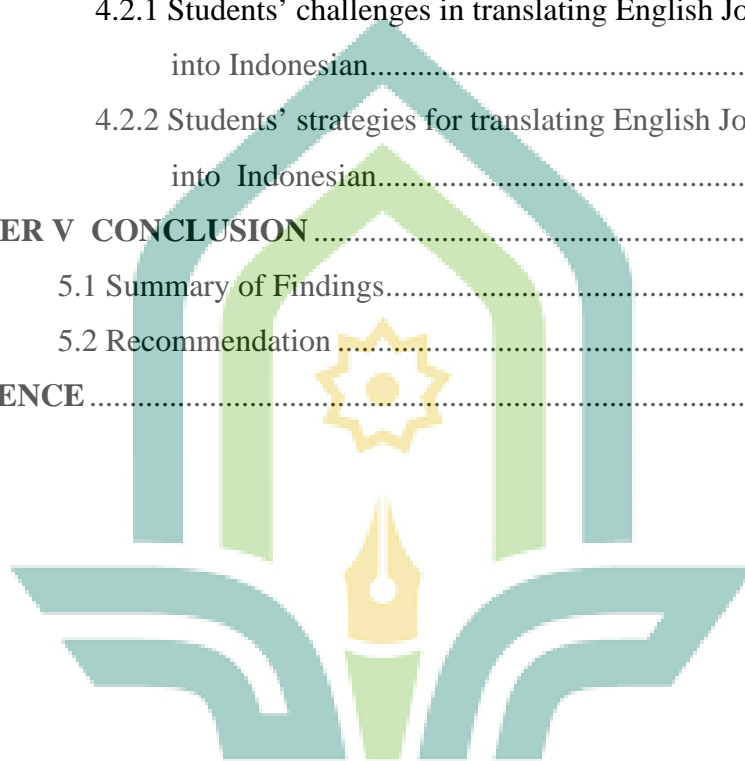 4.2.1 Students’ challenges in translating English Jo
into Indonesian....................................................
4.2.2 Students’ strategies for translating English Jo
into Indonesian....................................................
ER V CONCLUSION....................................................
5.1 Summary of Findings....................................................
5.2 Recommendation ....................................................
ENCE....................................................